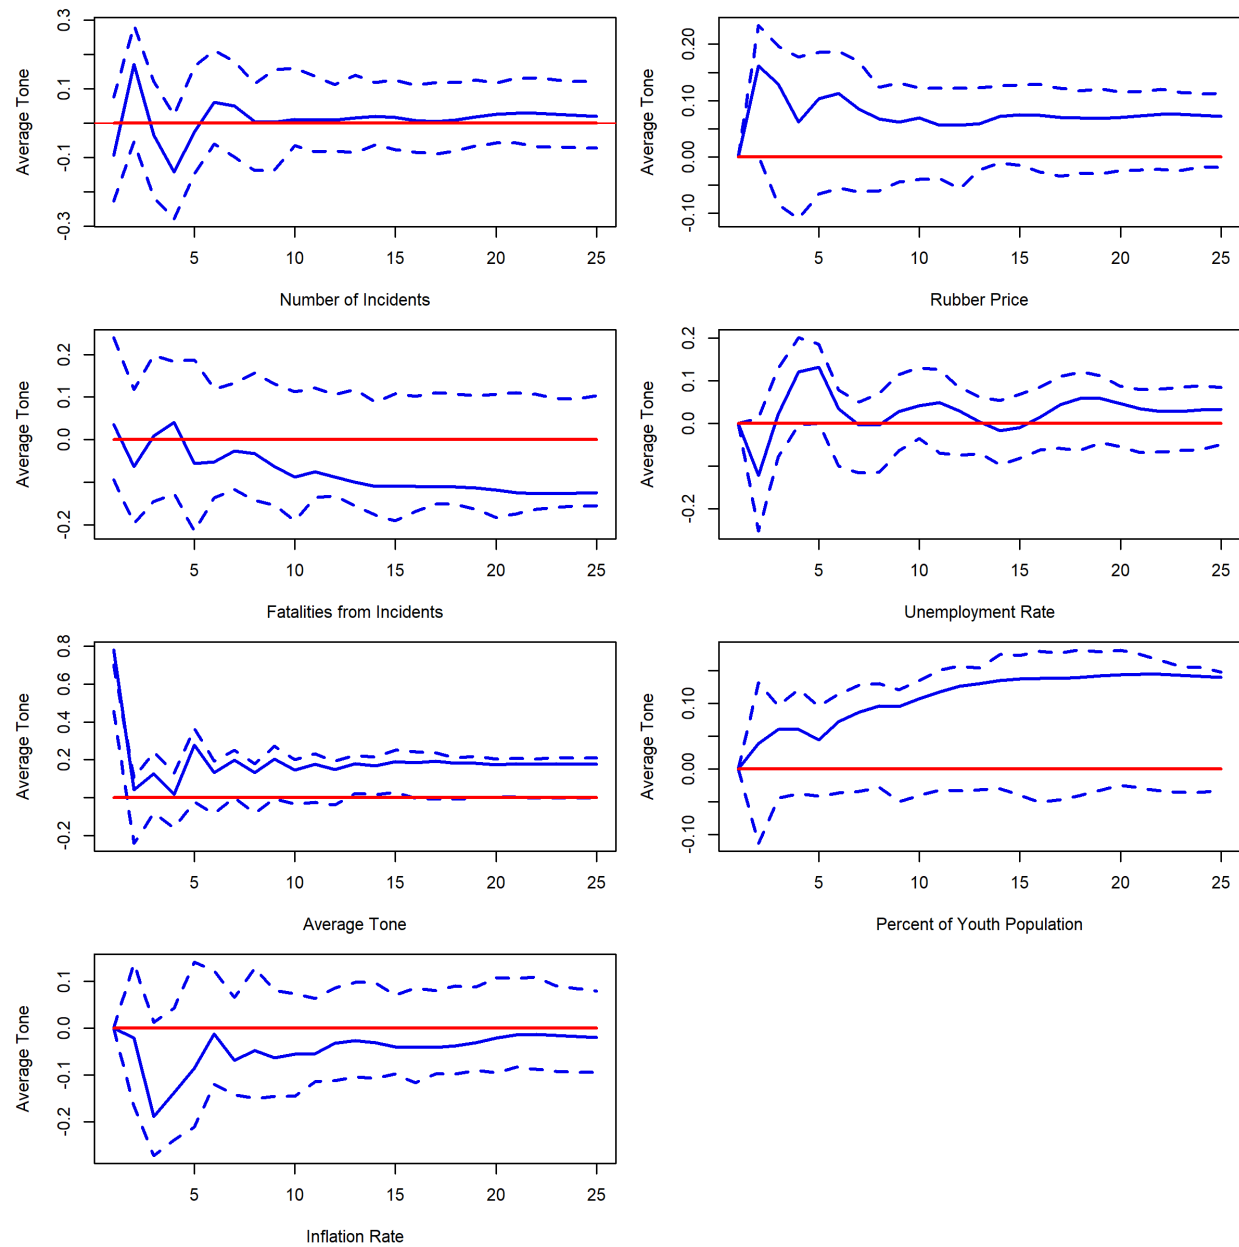 Average Tone
0.3
0.1
-0.1
-0.3
5 10 15 20 25
Number of Incidents
Average Tone
0.20
0.10
0.00
-0.10
5 10 15 20 25
Rubber Price
Average Tone
0.2
0.1
0.0
-0.2
5 10 15 20 25
Fatalities from Incidents
Average Tone
0.2
0.1
0.0
-0.2
5 10 15 20 25
Unemployment Rate
Average Tone
0.8
0.6
0.4
0.2
0.0
-0.2
5 10 15 20 25
Average Tone
Average Tone
0.10
0.00
-0.10
5 10 15 20 25
Percent of Youth Population
Average Tone
0.11
0.0
-0.1
-0.2
5 10 15 20 25
Inflation Rate